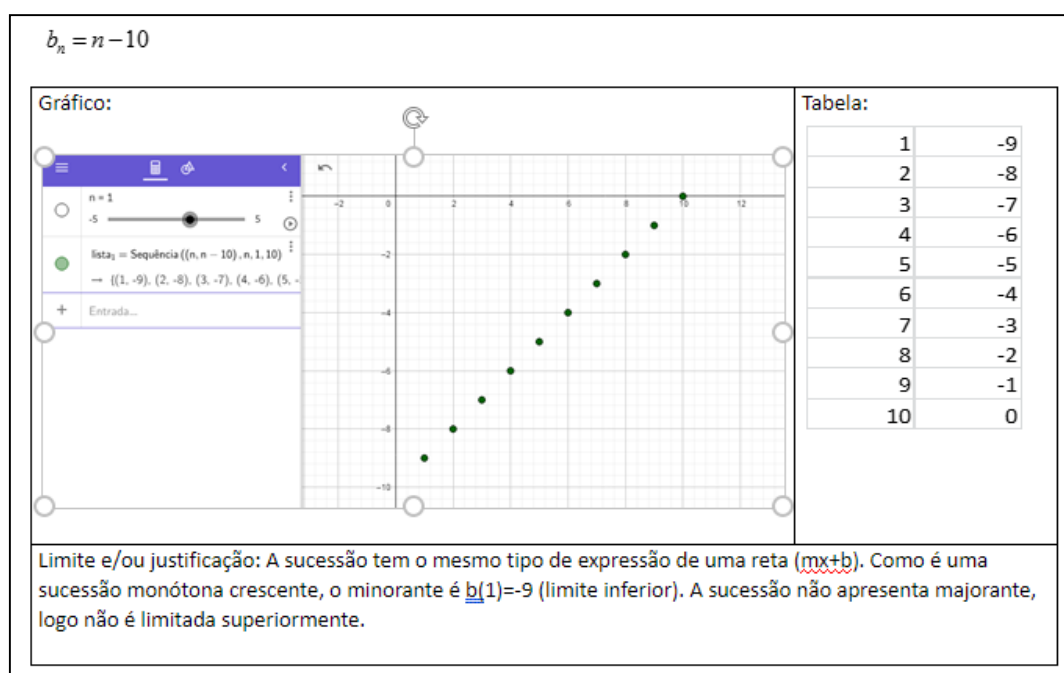 bₙ = n − 10
Gráfico:
Tabela:
n = 1
-5
5
lista₁ = Sequência ((n, n − 10), n, 1, 10)
→ {(1, -9), (2, -8), (3, -7), (4, -6), (5, -
+ Entrada...
-2 0 2 4 6 8 10 12
-2
-4
-6
-8
-10
1 -9
2 -8
3 -7
4 -6
5 -5
6 -4
7 -3
8 -2
9 -1
10 0
Limite e/ou justificação: A sucessão tem o mesmo tipo de expressão de uma reta (mx+b). Como é uma
sucessão monótona crescente, o minorante é b(1)=-9 (limite inferior). A sucessão não apresenta majorante,
logo não é limitada superiormente.